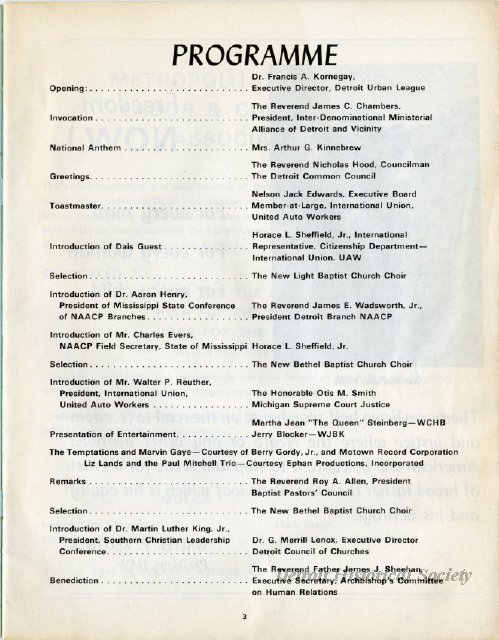 PROGRAMME
Dr. Francis A. Kornegay,
Opening: . . . . . . . . . . . . . . . . . . . . . . . . . . . Executive Director, Detroit Urban League
The Reverend James C. Chambers,
Invocation . . . . . . . . . . . . . . . . . . . . . . . . . . President, Inter-Denominational Ministerial
Alliance of Detroit and Vicinity
National Anthem . . . . . . . . . . . . . . . . . . . . . Mrs. Arthur G. Kinnebrew
The Reverend Nicholas Hood, Councilman
Greetings. . . . . . . . . . . . . . . . . . . . . . . . . . . The Detroit Common Council
Nelson Jack Edwards, Executive Board
Toastmaster. . . . . . . . . . . . . . . . . . . . . . . . . Member-at-Large, International Union,
United Auto Workers
Horace L. Sheffield, Jr., International
Introduction of Dais Guest . . . . . . . . . . . . . . . Representative, Citizenship Department—
International Union, UAW
Selection . . . . . . . . . . . . . . . . . . . . . . . . . . . The New Light Baptist Church Choir
Introduction of Dr. Aaron Henry,
President of Mississippi State Conference The Reverend James E. Wadsworth, Jr.,
of NAACP Branches . . . . . . . . . . . . . . . . . President Detroit Branch NAACP
Introduction of Mr. Charles Evers,
NAACP Field Secretary, State of Mississippi Horace L. Sheffield, Jr.
Selection . . . . . . . . . . . . . . . . . . . . . . . . . . . The New Bethel Baptist Church Choir
Introduction of Mr. Walter P. Reuther,
President, International Union, The Honorable Otis M. Smith
United Auto Workers . . . . . . . . . . . . . . . . Michigan Supreme Court Justice
Martha Jean "The Queen" Steinberg—WCHB
Presentation of Entertainment. . . . . . . . . . . . . Jerry Blocker—WJBK
The Temptations and Marvin Gaye—Courtesy of Berry Gordy, Jr., and Motown Record Corporation
Liz Lands and the Paul Mitchell Trio—Courtesy Ephan Productions, Incorporated
Remarks . . . . . . . . . . . . . . . . . . . . . . . . . . . The Reverend Roy A. Allen, President
Baptist Pastors' Council
Selection . . . . . . . . . . . . . . . . . . . . . . . . . . . The New Bethel Baptist Church Choir
Introduction of Dr. Martin Luther King, Jr.,
President, Southern Christian Leadership Dr. G. Merrill Lenox, Executive Director
Conference. . . . . . . . . . . . . . . . . . . . . . . . Detroit Council of Churches
The Reverend Father James J. Sheehan,
Benediction . . . . . . . . . . . . . . . . . . . . . . . . . Executive Secretary: Archbishop's Committee
on Human Relations
Detroit Historical Society
3